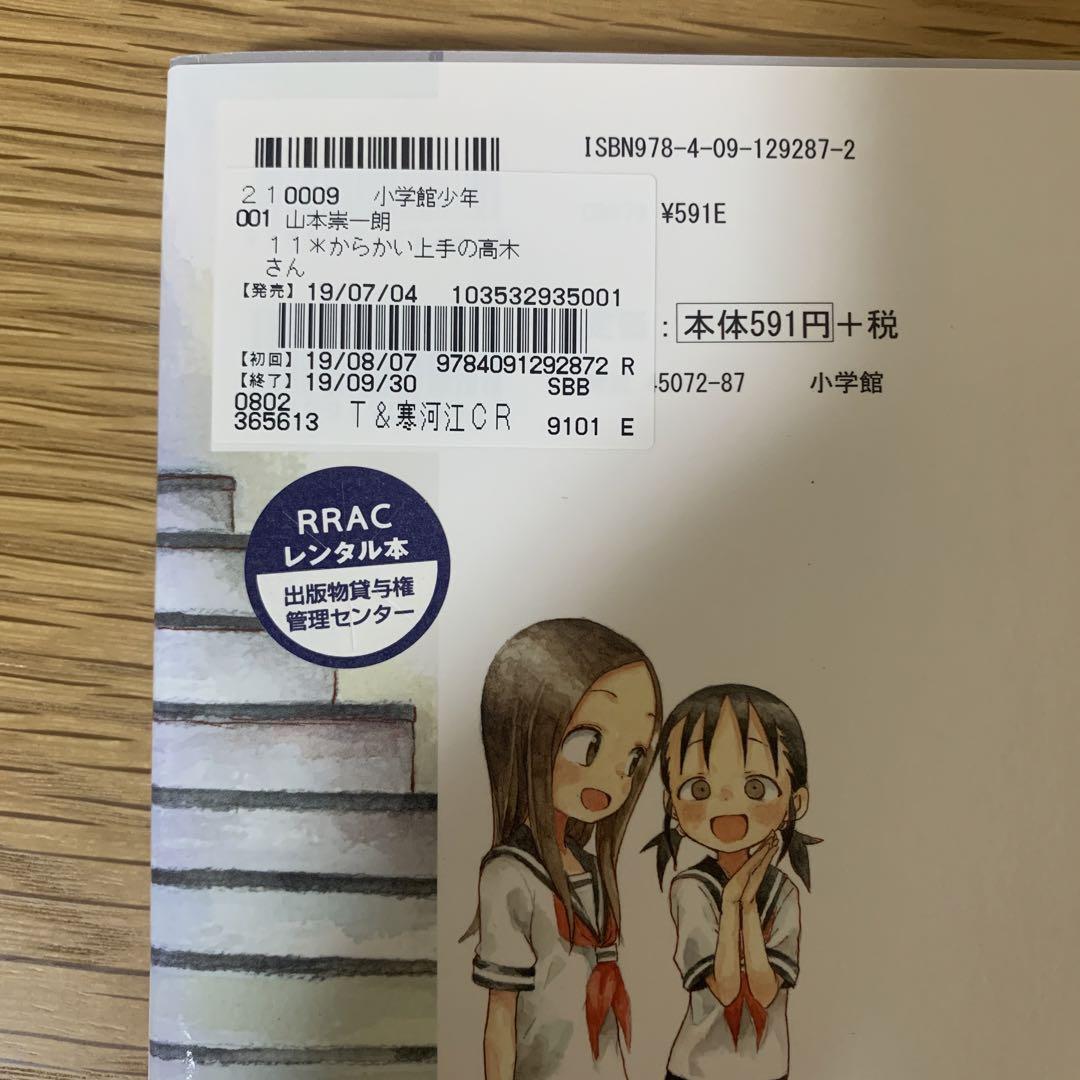 ISBN978-4-09-129287-2
¥591E
：本体591円＋税
45072-87 小学館
２１0009 小学館少年
001 山本崇一朗
１１＊からかい上手の高木
さん
【発売】19/07/04 103532935001
【初回】19/08/07 9784091292872 R
【終了】19/09/30 SBB
0802
365613 Ｔ＆寒河江ＣＲ 9101 E
RRAC
レンタル本
出版物貸与権
管理センター